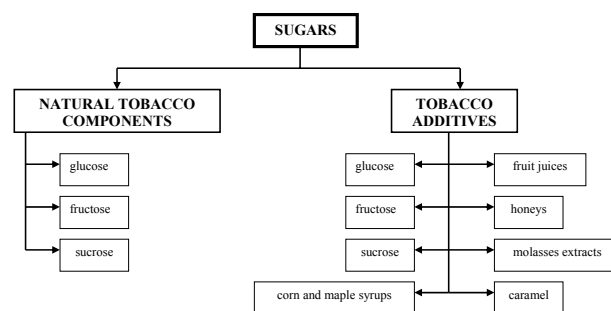 SUGARS
NATURAL TOBACCO
COMPONENTS
glucose
fructose
sucrose
TOBACCO
ADDITIVES
glucose
fruit juices
fructose
honeys
sucrose
molasses extracts
corn and maple syrups
caramel